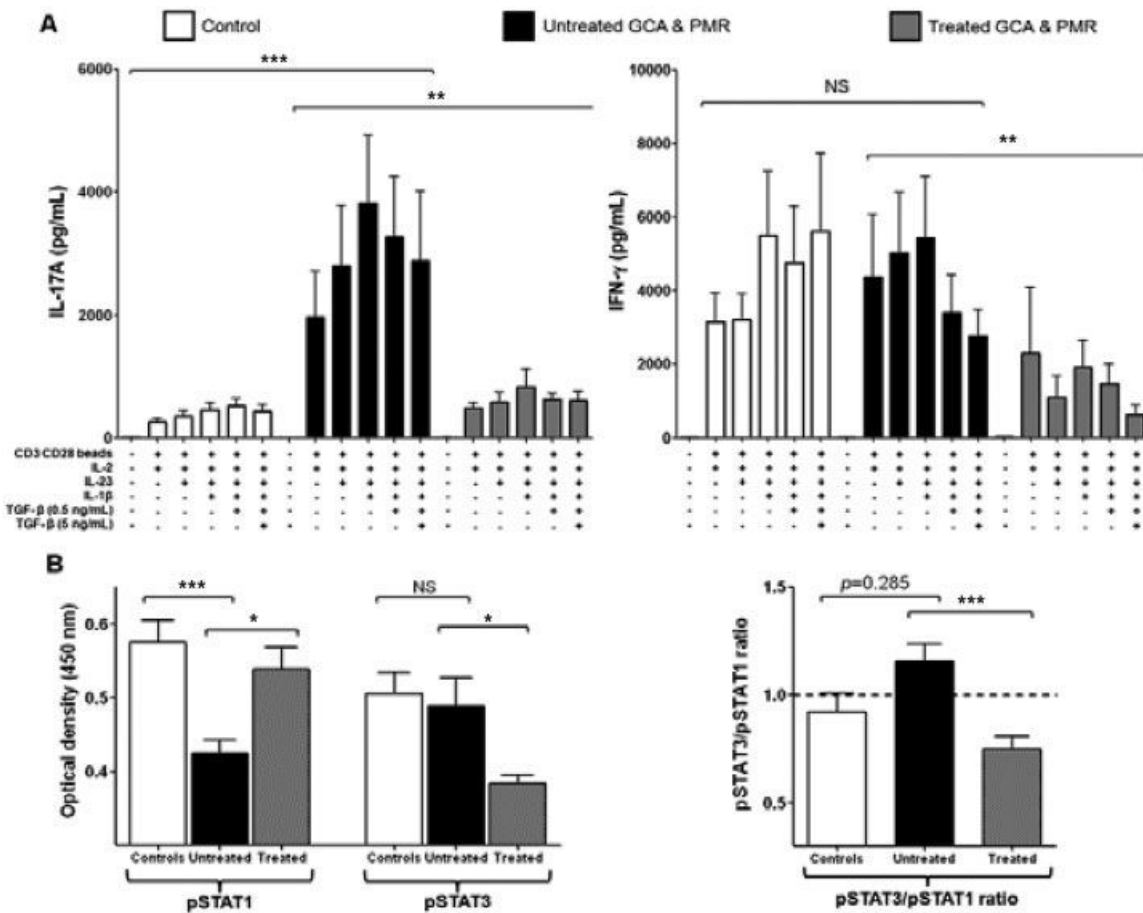 A
Control
Untreated GCA & PMR
Treated GCA & PMR
***
**
6000
4000
2000
0
IL-17A (pg/mL)
NS
**
10000
8000
6000
4000
2000
0
IFN-γ (pg/mL)
CD3 CD28 beads - + + + + + - + + + + + - + + + + + - + + + + + - + + + + + - + + + + +
IL-2 - + + + + + - + + + + + - + + + + + - + + + + + - + + + + + - + + + + +
IL-23 - - + + + + - - + + + + - - + + + + - - + + + + - - + + + + - - + + + +
IL-1β - - - + + + - - - + + + - - - + + + - - - + + + - - - + + + - - - + + +
TGF-β (0.5 ng/mL) - - - - + + - - - - + + - - - - + + - - - - + + - - - - + + - - - - + +
TGF-β (5 ng/mL) - - - - - + - - - - - + - - - - - + - - - - - + - - - - - + - - - - - +
B
***
*
NS
*
0.6
0.5
0.4
Optical density (450 nm)
Controls Untreated Treated Controls Untreated Treated
pSTAT1 pSTAT3
p=0.285
***
1.5
1.0
0.5
pSTAT3/pSTAT1 ratio
Controls Untreated Treated
pSTAT3/pSTAT1 ratio